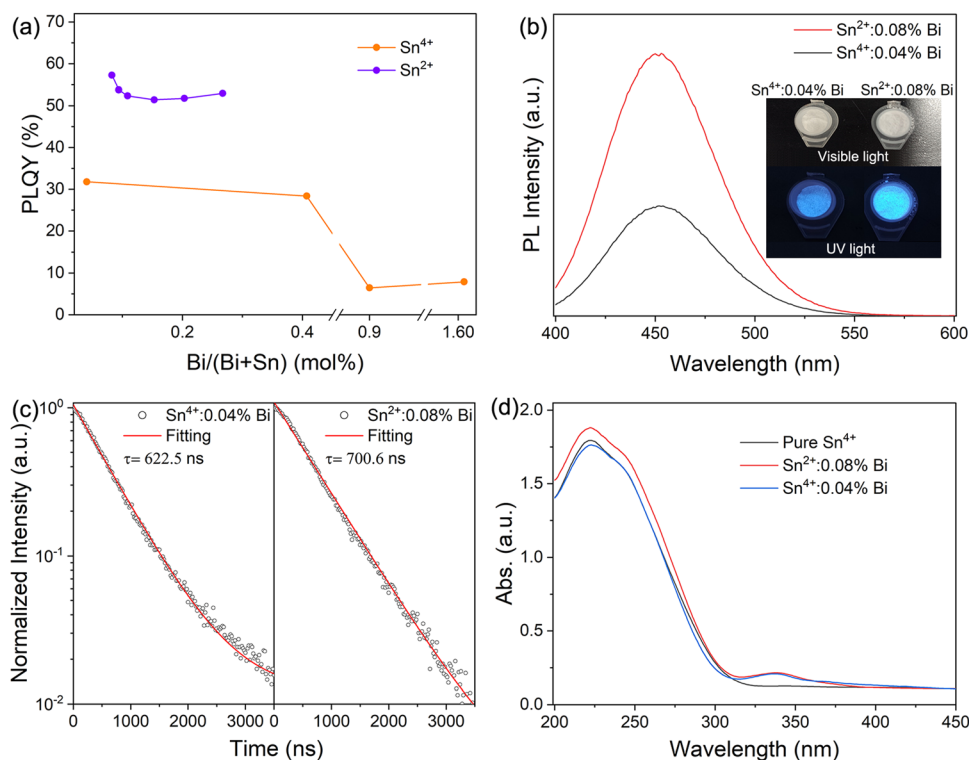 (a)
PLQY (%)
60
50
40
30
20
10
0
Sn⁴⁺
Sn²⁺
0.2
0.4
0.9
1.60
Bi/(Bi+Sn) (mol%)
(b)
PL Intensity (a.u.)
Sn²⁺:0.08% Bi
Sn⁴⁺:0.04% Bi
Sn⁴⁺:0.04% Bi
Sn²⁺:0.08% Bi
Visible light
UV light
400
450
500
550
600
Wavelength (nm)
(c)
Normalized Intensity (a.u.)
10⁰
10⁻¹
10⁻²
Sn⁴⁺:0.04% Bi
Fitting
τ= 622.5 ns
Sn²⁺:0.08% Bi
Fitting
τ= 700.6 ns
0
1000
2000
3000
0
1000
2000
3000
Time (ns)
(d)
Abs. (a.u.)
2.0
1.5
1.0
0.5
0.0
Pure Sn⁴⁺
Sn²⁺:0.08% Bi
Sn⁴⁺:0.04% Bi
200
250
300
350
400
450
Wavelength (nm)